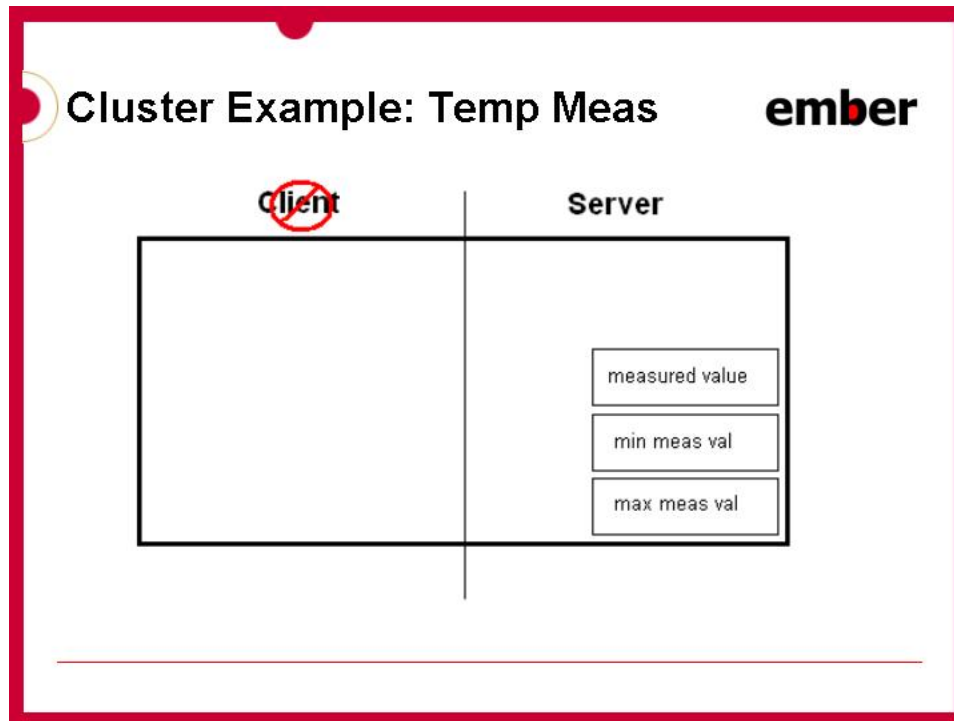 Cluster Example: Temp Meas
ember
Client
Server
measured value
min meas val
max meas val